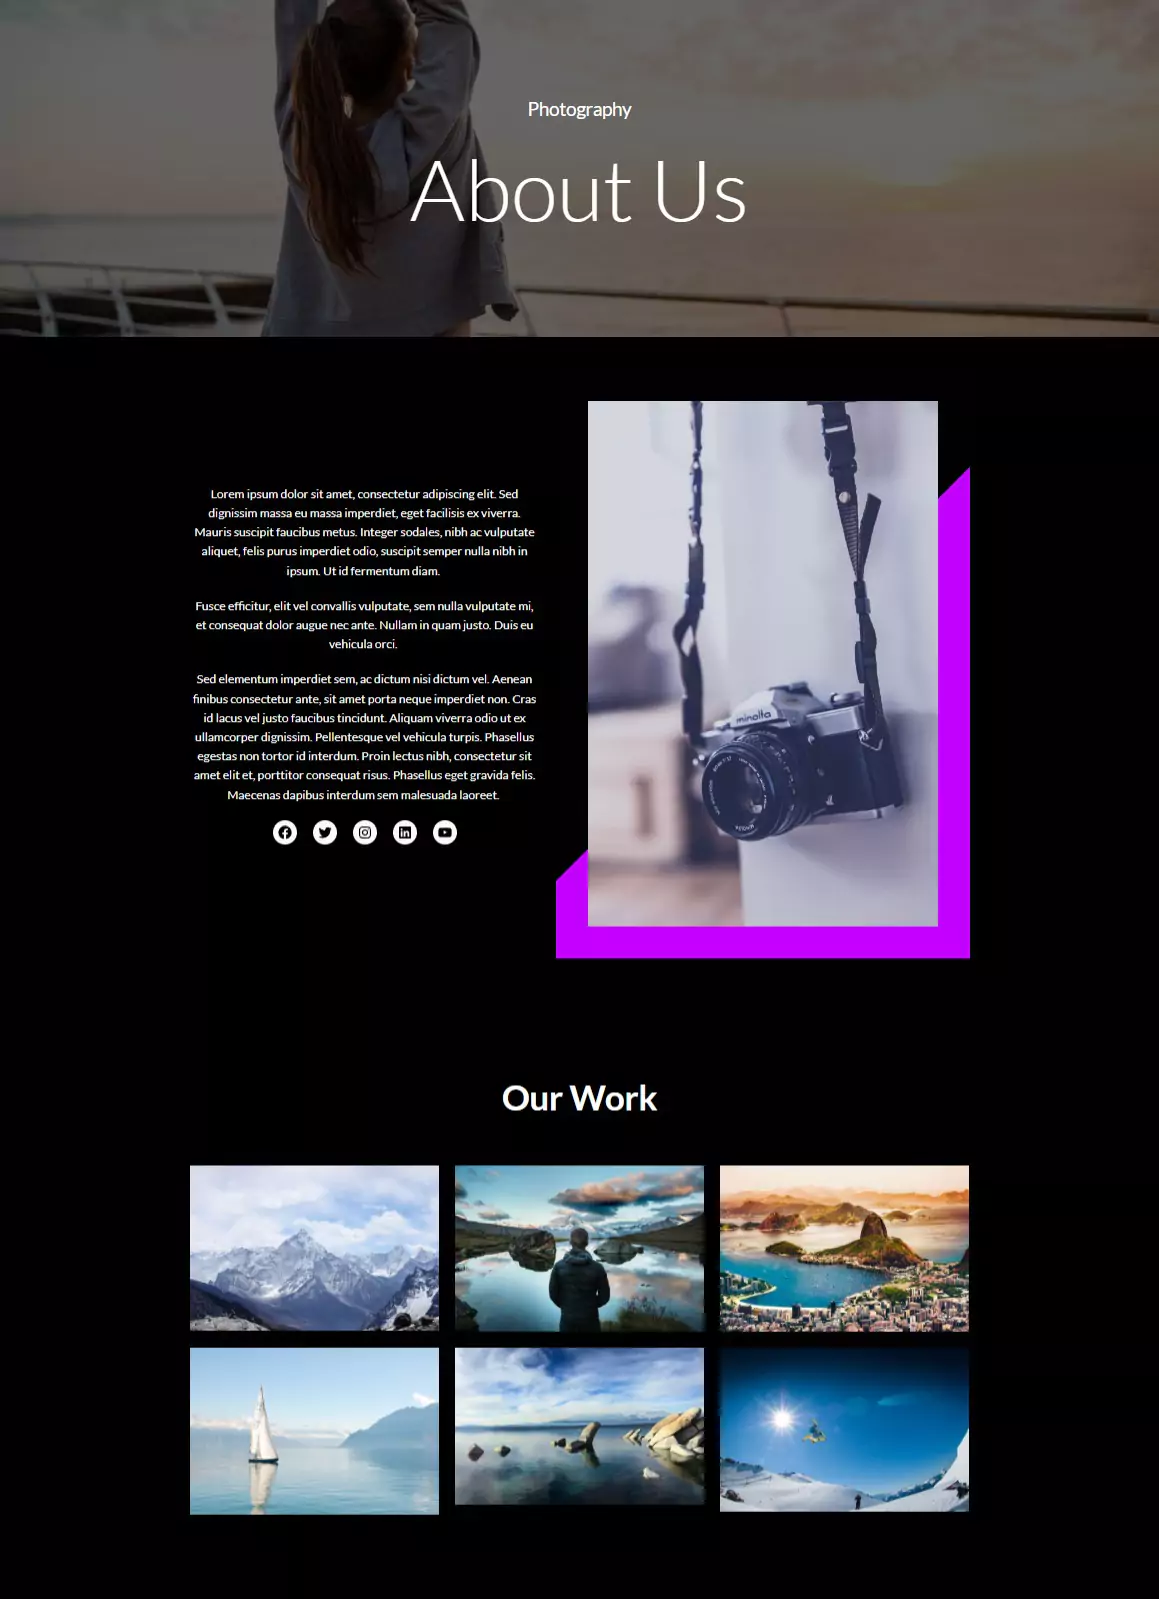 Photography
About Us
Lorem ipsum dolor sit amet, consectetur adipiscing elit. Sed
dignissim massa eu massa imperdiet, eget facilisis ex viverra.
Mauris suscipit faucibus metus. Integer sodales, nibh ac vulputate
aliquet, felis purus imperdiet odio, suscipit semper nulla nibh in
ipsum. Ut id fermentum diam.
Fusce efficitur, elit vel convallis vulputate, sem nulla vulputate mi,
et consequat dolor augue nec ante. Nullam in quam justo. Duis eu
vehicula orci.
Sed elementum imperdiet sem, ac dictum nisi dictum vel. Aenean
finibus consectetur ante, sit amet porta neque imperdiet non. Cras
id lacus vel justo faucibus tincidunt. Aliquam viverra odio ut ex
ullamcorper dignissim. Pellentesque vel vehicula turpis. Phasellus
egestas non tortor id interdum. Proin lectus nibh, consectetur sit
amet elit et, porttitor consequat risus. Phasellus eget gravida felis.
Maecenas dapibus interdum sem malesuada laoreet.
minolta
1
Our Work